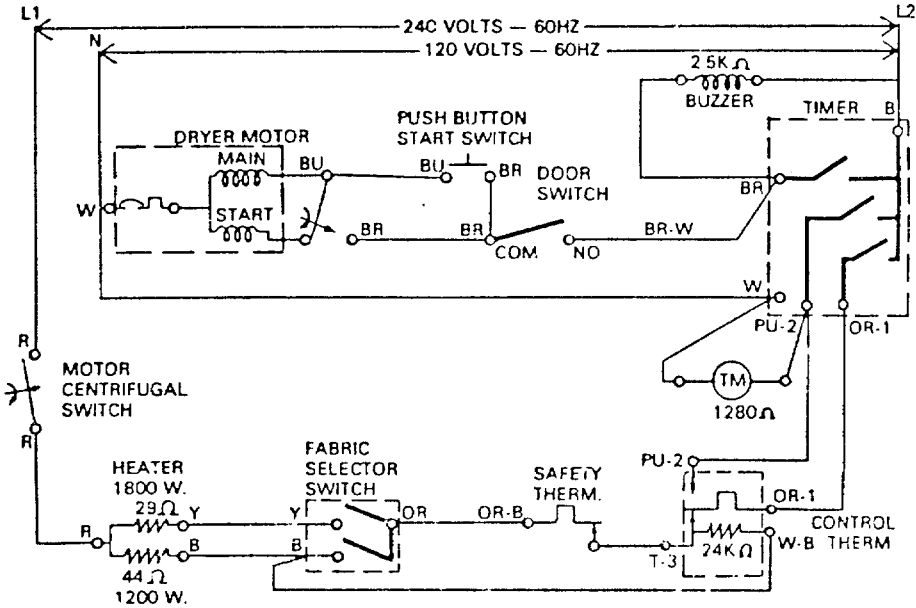 L1
L2
24C VOLTS — 60HZ
N
120 VOLTS — 60HZ
2 5K Ω
BUZZER
TIMER
B
PUSH BUTTON
START SWITCH
DRYER MOTOR
MAIN
BU
BU
BR
DOOR
SWITCH
BR
W
START
BR
BR
COM
NO
BR-W
W
PU-2
OR-1
R
MOTOR
CENTRIFUGAL
SWITCH
TM
1280Ω
R
HEATER
1800 W.
29Ω
FABRIC
SELECTOR
SWITCH
SAFETY
THERM.
PU-2
Y
Y
OR
OR-B
OR-1
CONTROL
THERM
R
B
B
T-3
24KΩ
W-B
44Ω
1200 W.